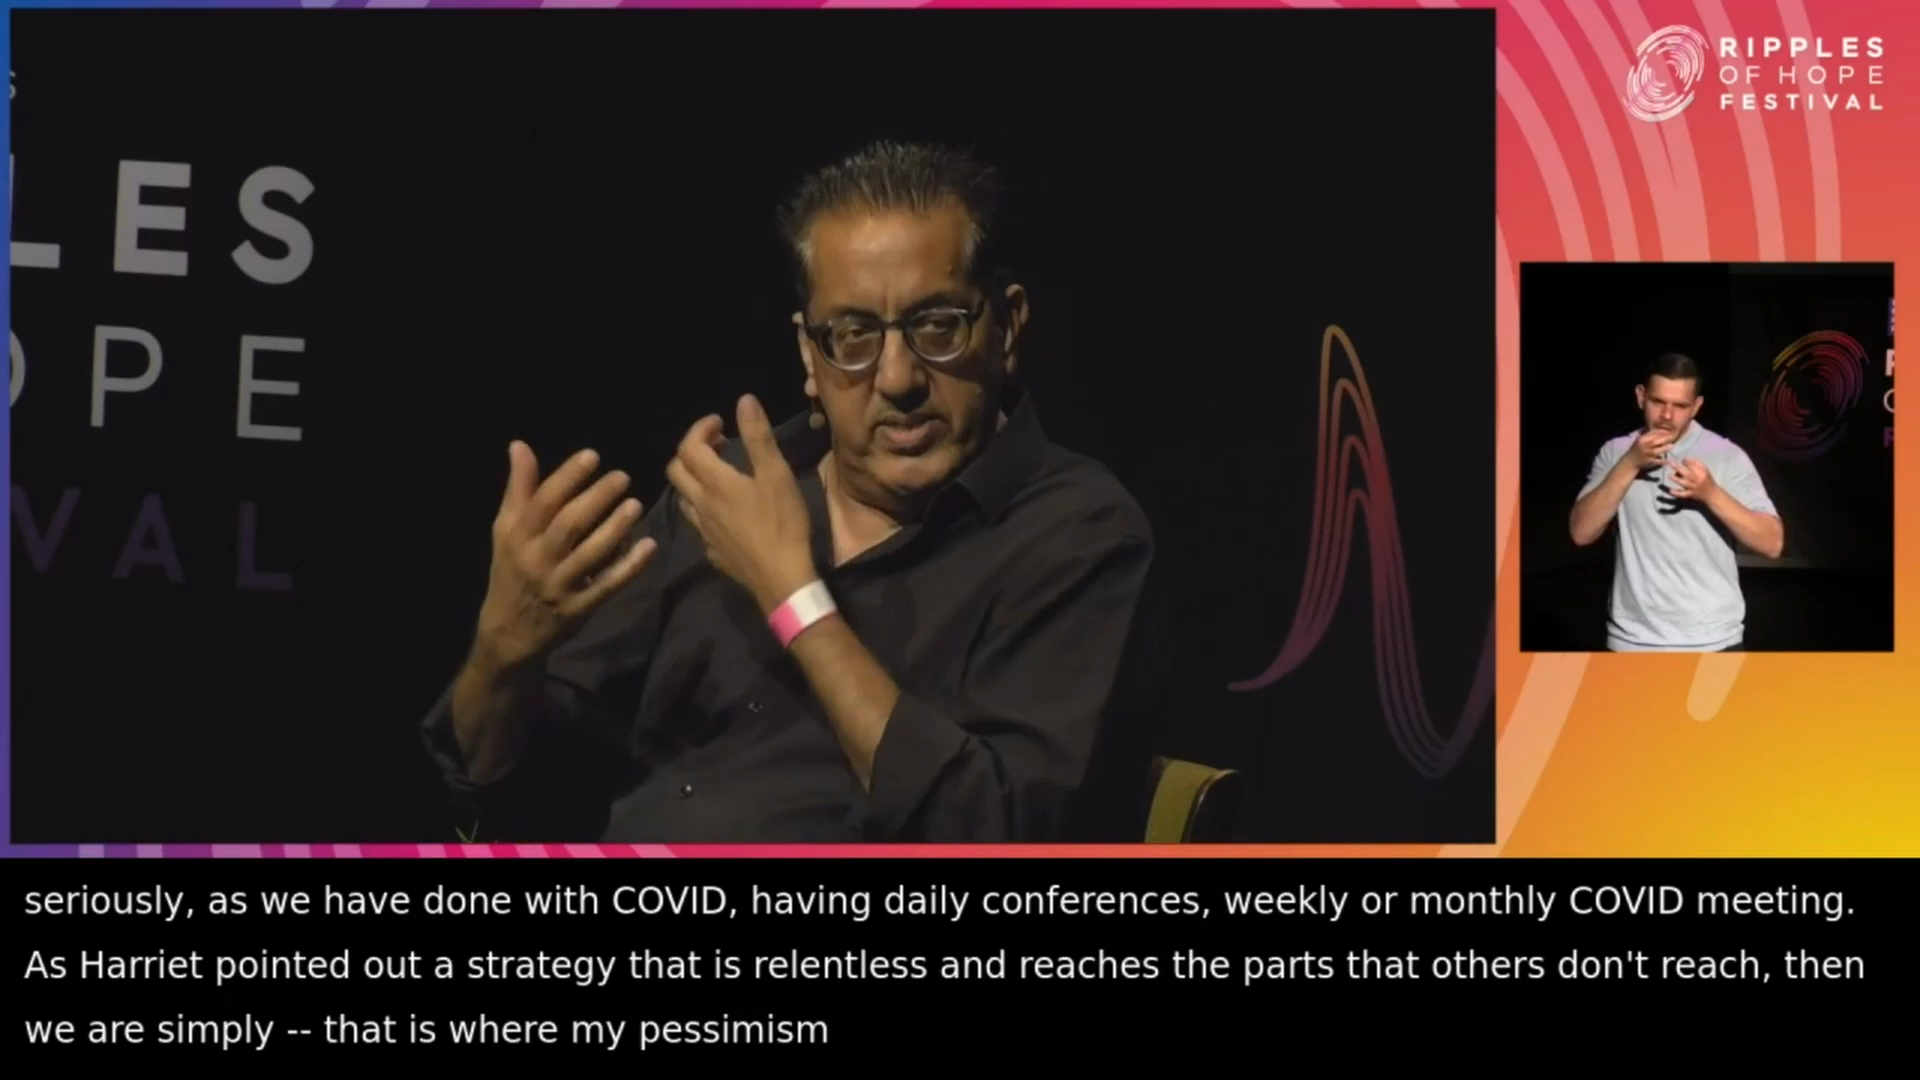 RIPPLES
OF HOPE
FESTIVAL
S
LES
OPE
VAL
seriously, as we have done with COVID, having daily conferences, weekly or monthly COVID meeting.
As Harriet pointed out a strategy that is relentless and reaches the parts that others don't reach, then
we are simply -- that is where my pessimism